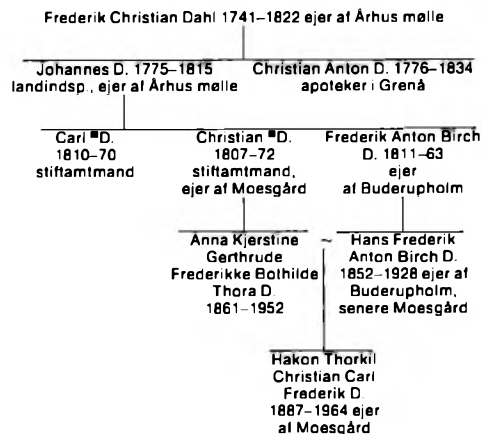 Frederik Christian Dahl 1741–1822 ejer af Århus mølle
Johannes D. 1775–1815
landindsp., ejer af Århus mølle
Christian Anton D. 1776–1834
apoteker i Grenå
Carl ■D.
1810–70
stiftamtmand
Christian ■D.
1807–72
stiftamtmand,
ejer af Moesgård
Frederik Anton Birch
D. 1811–63
ejer
af Buderupholm
Anna Kjerstine
Gerthrude
Frederikke Bothilde
Thora D.
1861–1952
~
Hans Frederik
Anton Birch D.
1852–1928 ejer af
Buderupholm,
senere Moesgård
Hakon Thorkil
Christian Carl
Frederik D.
1887–1964 ejer
af Moesgård